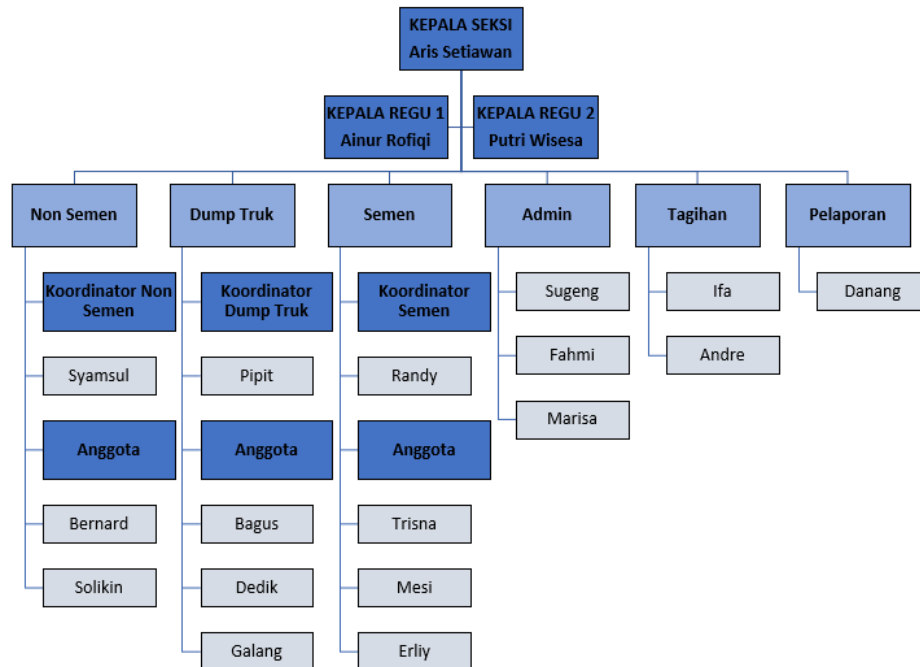 KEPALA SEKSI
Aris Setiawan
KEPALA REGU 1
Ainur Rofiqi
KEPALA REGU 2
Putri Wisesa
Non Semen
Dump Truk
Semen
Admin
Tagihan
Pelaporan
Koordinator Non
Semen
Syamsul
Anggota
Bernard
Solikin
Koordinator
Dump Truk
Pipit
Anggota
Bagus
Dedik
Galang
Koordinator
Semen
Randy
Anggota
Trisna
Mesi
Erliy
Sugeng
Fahmi
Marisa
Ifa
Andre
Danang